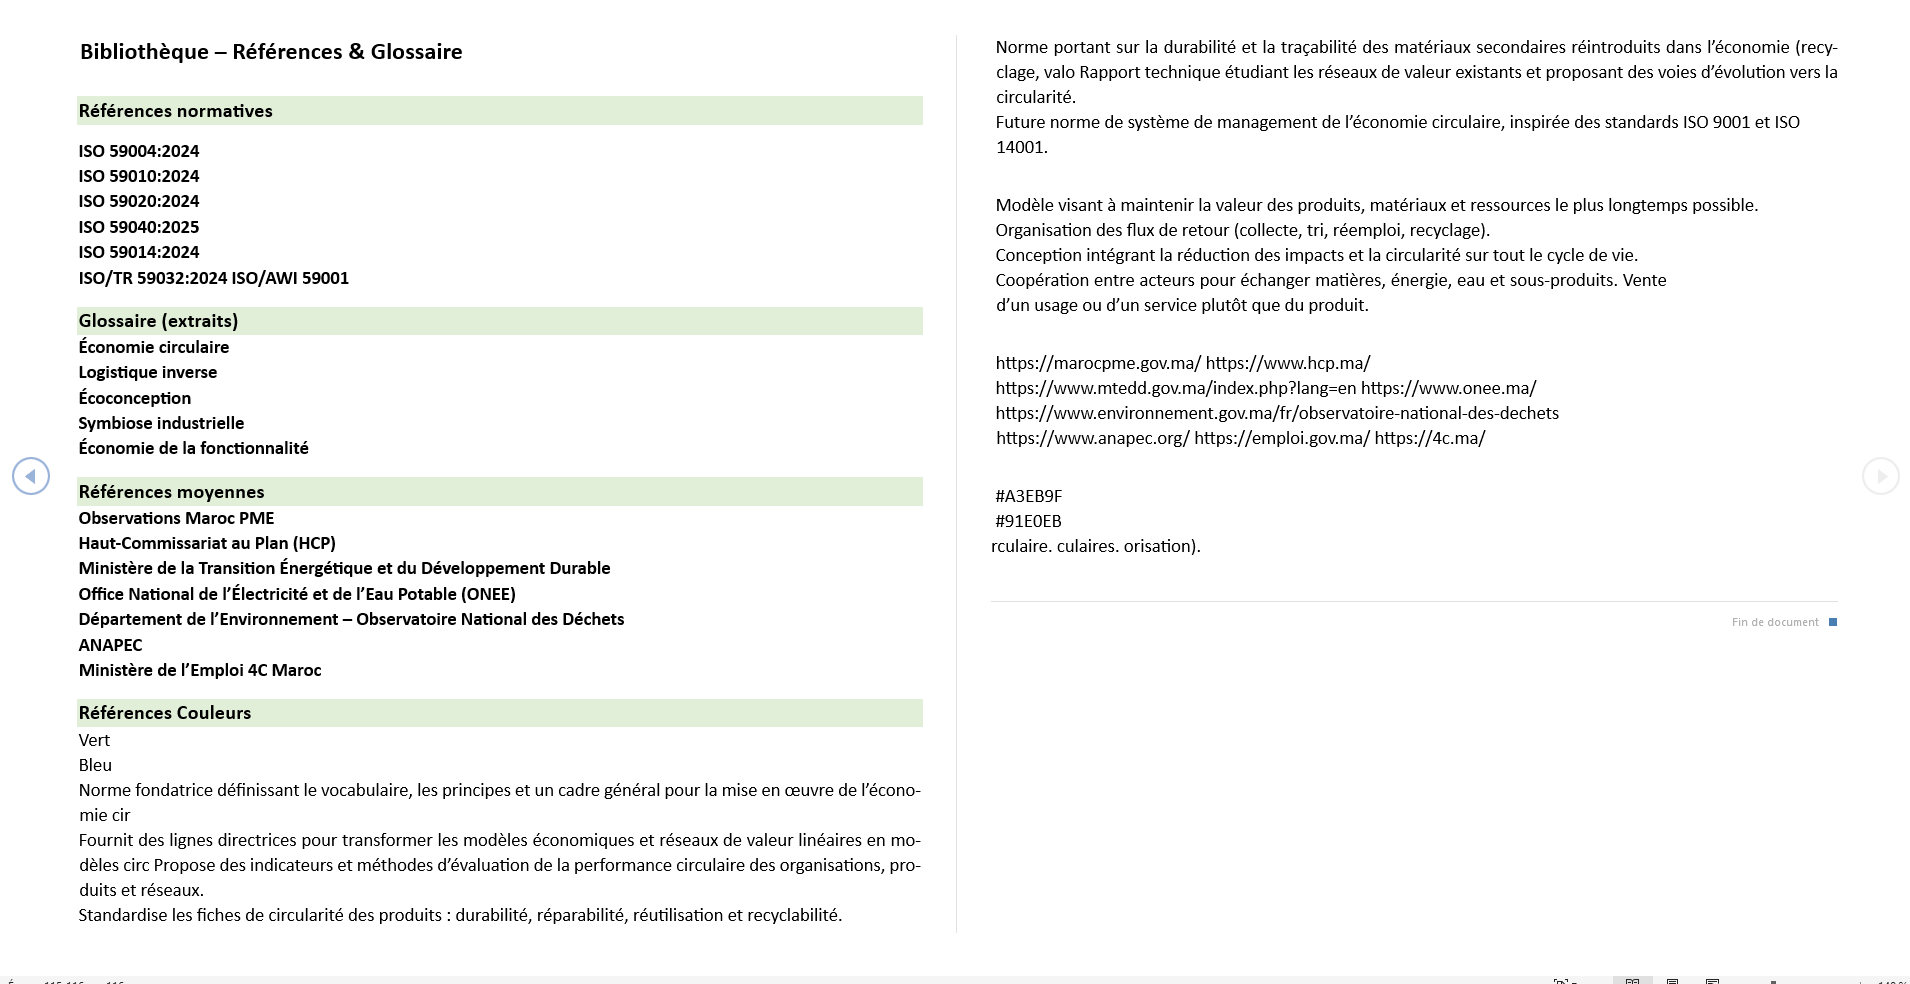 Bibliothèque – Références & Glossaire
Références normatives
ISO 59004:2024
ISO 59010:2024
ISO 59020:2024
ISO 59040:2025
ISO 59014:2024
ISO/TR 59032:2024 ISO/AWI 59001
Glossaire (extraits)
Économie circulaire
Logistique inverse
Écoconception
Symbiose industrielle
Économie de la fonctionnalité
Références moyennes
Observations Maroc PME
Haut-Commissariat au Plan (HCP)
Ministère de la Transition Énergétique et du Développement Durable
Office National de l’Électricité et de l’Eau Potable (ONEE)
Département de l’Environnement – Observatoire National des Déchets
ANAPEC
Ministère de l’Emploi 4C Maroc
Références Couleurs
Vert
Bleu
Norme fondatrice définissant le vocabulaire, les principes et un cadre général pour la mise en œuvre de l’écono-
mie cir
Fournit des lignes directrices pour transformer les modèles économiques et réseaux de valeur linéaires en mo-
dèles circ Propose des indicateurs et méthodes d’évaluation de la performance circulaire des organisations, pro-
duits et réseaux.
Standardise les fiches de circularité des produits : durabilité, réparabilité, réutilisation et recyclabilité.
Norme portant sur la durabilité et la traçabilité des matériaux secondaires réintroduits dans l’économie (recy-
clage, valo Rapport technique étudiant les réseaux de valeur existants et proposant des voies d’évolution vers la
circularité.
Future norme de système de management de l’économie circulaire, inspirée des standards ISO 9001 et ISO
14001.
Modèle visant à maintenir la valeur des produits, matériaux et ressources le plus longtemps possible.
Organisation des flux de retour (collecte, tri, réemploi, recyclage).
Conception intégrant la réduction des impacts et la circularité sur tout le cycle de vie.
Coopération entre acteurs pour échanger matières, énergie, eau et sous-produits. Vente
d’un usage ou d’un service plutôt que du produit.
https://marocpme.gov.ma/ https://www.hcp.ma/
https://www.mtedd.gov.ma/index.php?lang=en https://www.onee.ma/
https://www.environnement.gov.ma/fr/observatoire-national-des-dechets
https://www.anapec.org/ https://emploi.gov.ma/ https://4c.ma/
#A3EB9F
#91E0EB
rculaire. culaires. orisation).
Fin de document